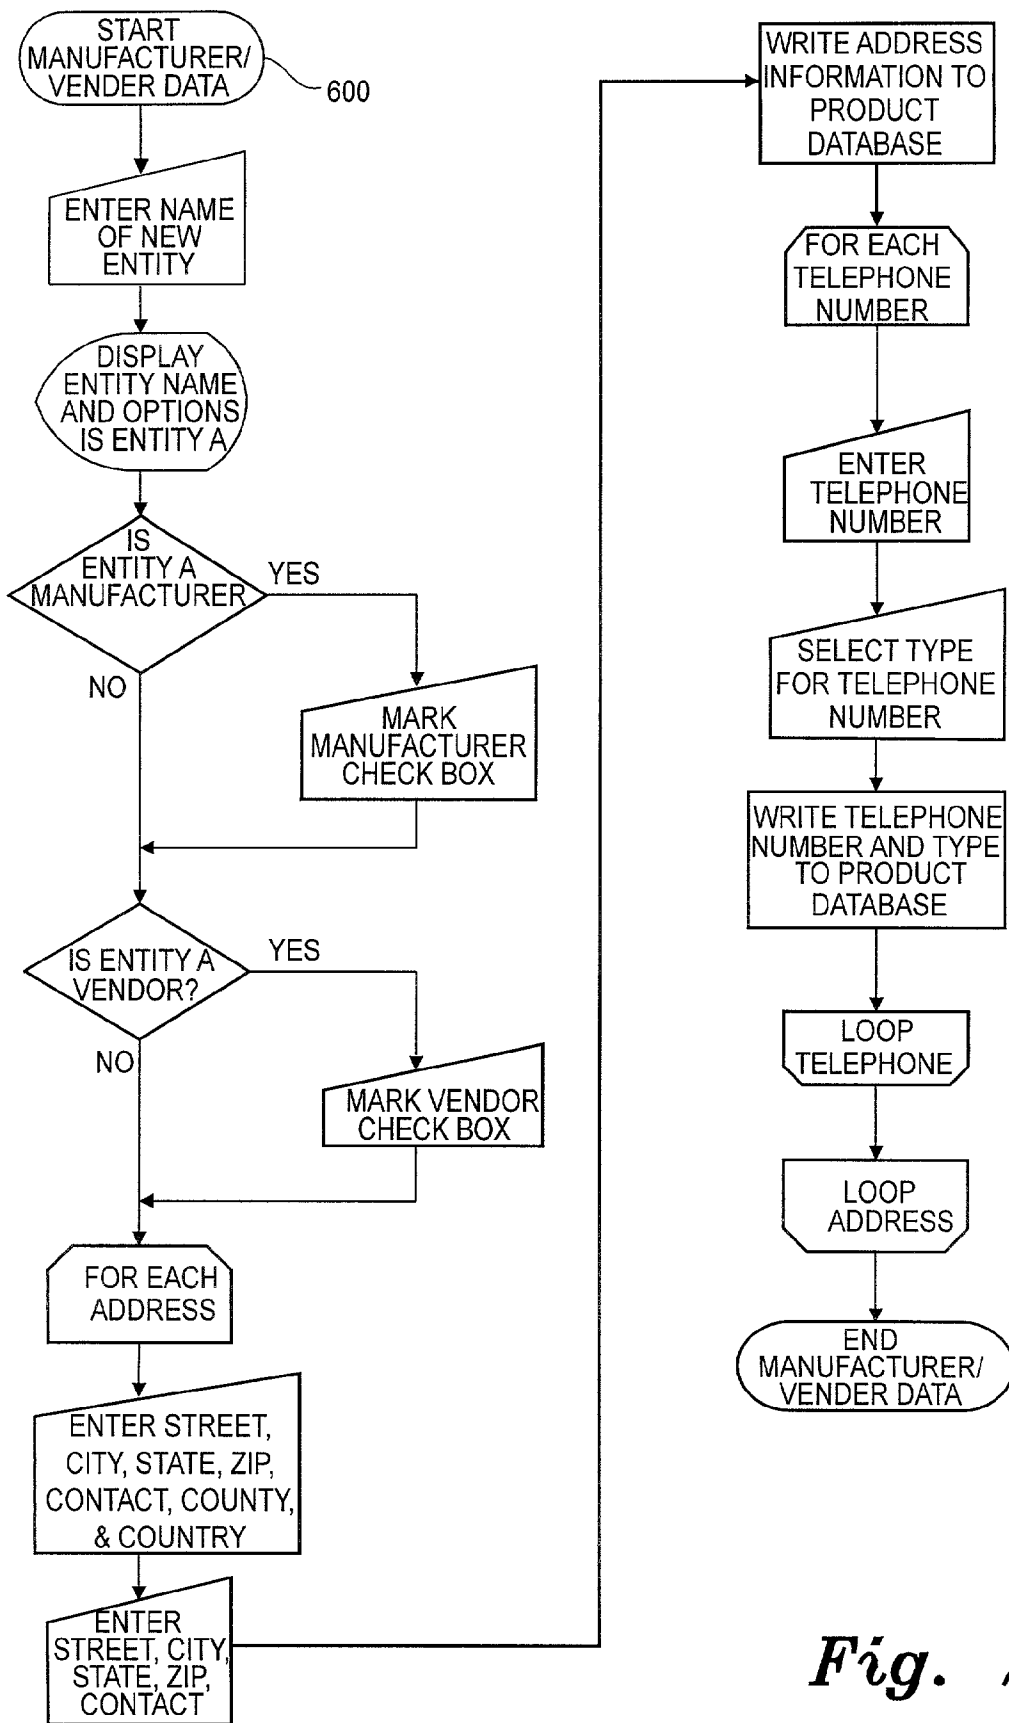 START
MANUFACTURER/
VENDER DATA
600
ENTER NAME
OF NEW
ENTITY
DISPLAY
ENTITY NAME
AND OPTIONS
IS ENTITY A
IS
ENTITY A
MANUFACTURER
YES
NO
MARK
MANUFACTURER
CHECK BOX
IS ENTITY A
VENDOR?
YES
NO
MARK VENDOR
CHECK BOX
FOR EACH
ADDRESS
ENTER STREET,
CITY, STATE, ZIP,
CONTACT, COUNTY,
& COUNTRY
ENTER
STREET, CITY,
STATE, ZIP,
CONTACT
WRITE ADDRESS
INFORMATION TO
PRODUCT
DATABASE
FOR EACH
TELEPHONE
NUMBER
ENTER
TELEPHONE
NUMBER
SELECT TYPE
FOR TELEPHONE
NUMBER
WRITE TELEPHONE
NUMBER AND TYPE
TO PRODUCT
DATABASE
LOOP
TELEPHONE
LOOP
ADDRESS
END
MANUFACTURER/
VENDER DATA
Fig.